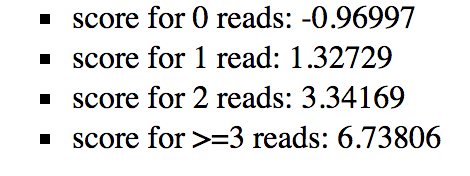 ▪ score for 0 reads: -0.96997
▪ score for 1 read: 1.32729
▪ score for 2 reads: 3.34169
▪ score for >=3 reads: 6.73806